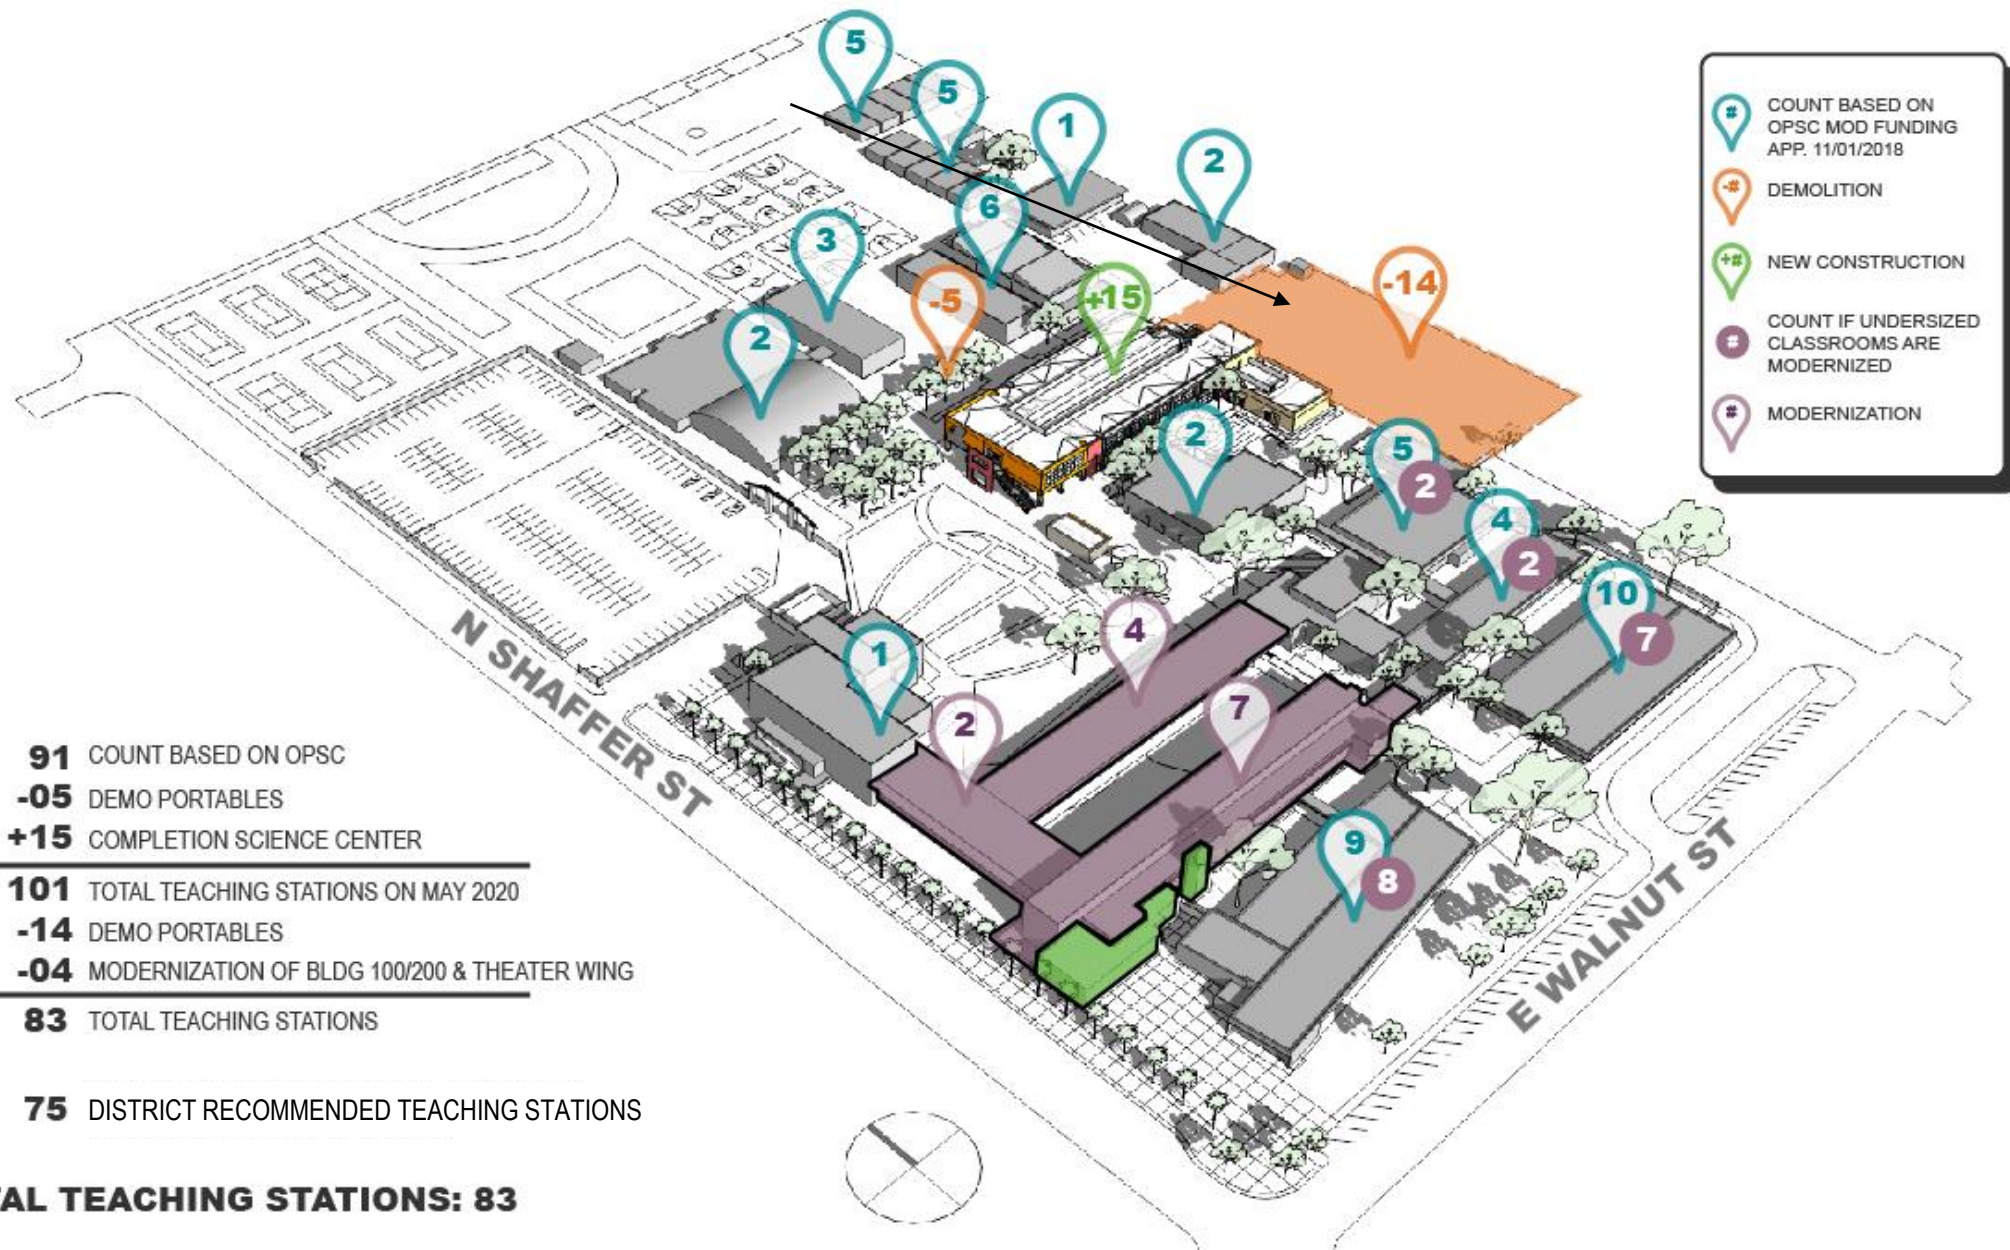 5
5
1
2
6
3
-5
+15
-14
2
2
5
2
4
2
10
7
4
1
7
2
9
8
N SHAFFER ST
E WALNUT ST
# COUNT BASED ON
OPSC MOD FUNDING
APP. 11/01/2018
-# DEMOLITION
+# NEW CONSTRUCTION
# COUNT IF UNDERSIZED
CLASSROOMS ARE
MODERNIZED
# MODERNIZATION
91 COUNT BASED ON OPSC
-05 DEMO PORTABLES
+15 COMPLETION SCIENCE CENTER
101 TOTAL TEACHING STATIONS ON MAY 2020
-14 DEMO PORTABLES
-04 MODERNIZATION OF BLDG 100/200 & THEATER WING
83 TOTAL TEACHING STATIONS
75 DISTRICT RECOMMENDED TEACHING STATIONS
TAL TEACHING STATIONS: 83